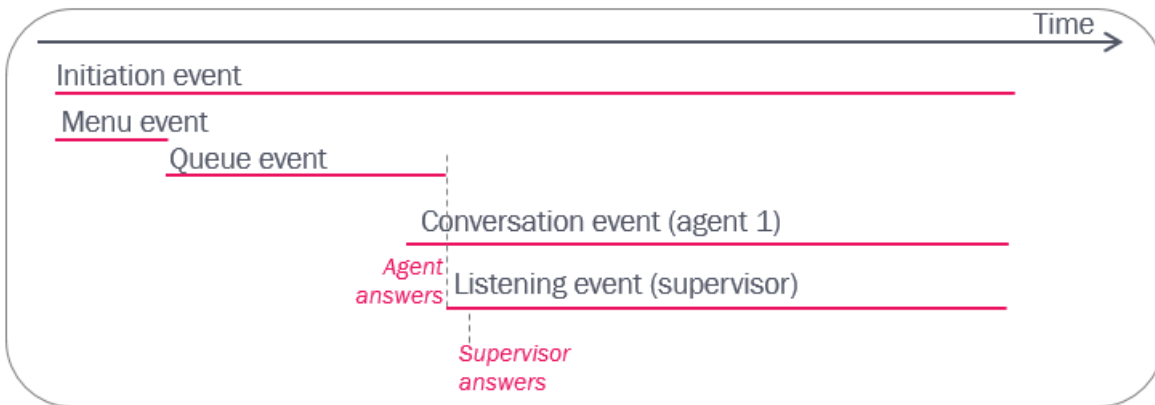 Time
Initiation event
Menu event
Queue event
Conversation event (agent 1)
Agent
answers
Listening event (supervisor)
Supervisor
answers